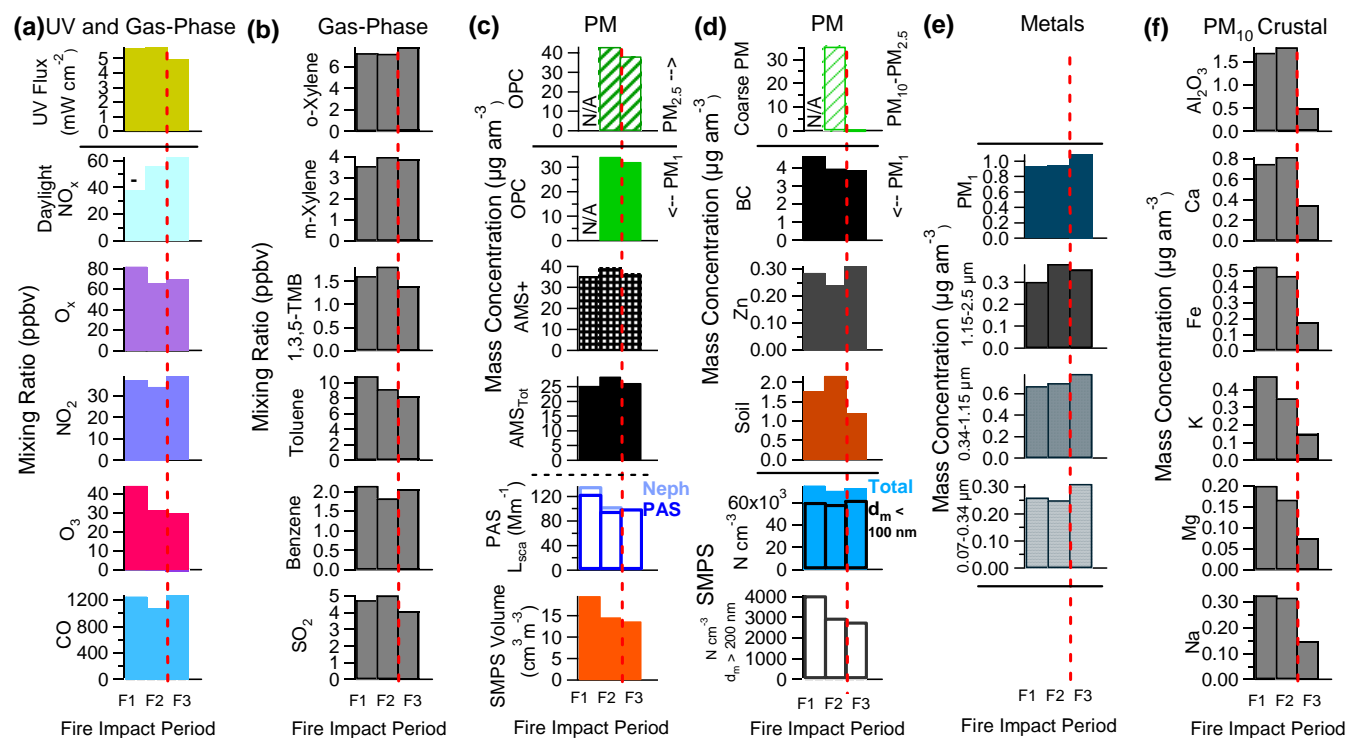 (a) UV and Gas-Phase
UV Flux
(mW cm⁻²)
5
4
3
2
1
0
Daylight
NOₓ
60
40
20
0
-
Mixing Ratio (ppbv)
Oₓ
80
60
40
20
0
NO₂
30
20
10
0
O₃
40
30
20
10
0
CO
1200
800
400
0
F1 F2 F3
Fire Impact Period
(b) Gas-Phase
Mixing Ratio (ppbv)
o-Xylene
6
4
2
0
m-Xylene
4
3
2
1
0
1,3,5-TMB
1.5
1.0
0.5
0.0
Toluene
10
8
6
4
2
0
Benzene
2.0
1.5
1.0
0.5
0.0
SO₂
5
4
3
2
1
0
F1 F2 F3
Fire Impact Period
(c) PM
Mass Concentration (µg am⁻³)
OPC
40
30
20
10
0
N/A
PM₂.₅ -->
OPC
30
20
10
0
N/A
<-- PM₁
AMS+
40
30
20
10
0
AMS_Tot
25
20
15
10
5
0
PAS
L_sca (Mm⁻¹)
120
80
40
0
Neph
PAS
SMPS Volume
(cm³ m⁻³)
15
10
5
0
F1 F2 F3
Fire Impact Period
(d) PM
Mass Concentration (µg am⁻³)
Coarse PM
35
30
25
20
15
10
5
0
N/A
PM₁₀-PM₂.₅
BC
4
3
2
1
0
<-- PM₁
Zn
0.30
0.20
0.10
0.00
Soil
2.0
1.5
1.0
0.5
0.0
SMPS
N cm⁻³
60x10³
40
20
0
Total
dₘ <
100 nm
N cm⁻³
dₘ > 200 nm
4000
3000
2000
1000
0
F1 F2 F3
Fire Impact Period
(e) Metals
Mass Concentration (µg am⁻³)
PM₁
1.0
0.8
0.6
0.4
0.2
0.0
1.15-2.5 µm
0.3
0.2
0.1
0.0
0.34-1.15 µm
0.6
0.4
0.2
0.0
0.07-0.34 µm
0.30
0.20
0.10
0.00
F1 F2 F3
Fire Impact Period
(f) PM₁₀ Crustal
Mass Concentration (µg am⁻³)
Al₂O₃
1.5
1.0
0.5
0.0
Ca
0.8
0.6
0.4
0.2
0.0
Fe
0.5
0.4
0.3
0.2
0.1
0.0
K
0.4
0.3
0.2
0.1
0.0
Mg
0.20
0.15
0.10
0.05
0.00
Na
0.30
0.20
0.10
0.00
F1 F2 F3
Fire Impact Period